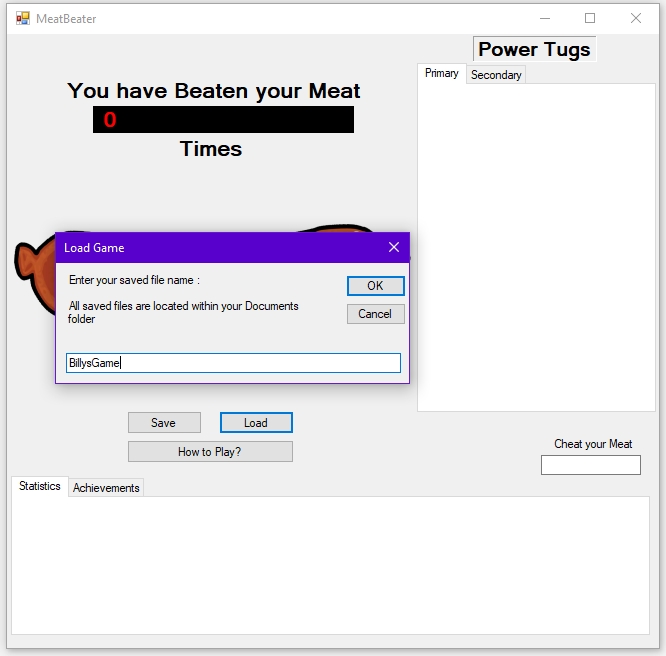 MeatBeater
Power Tugs
Primary
Secondary
You have Beaten your Meat
0
Times
Load Game
Enter your saved file name :
OK
All saved files are located within your Documents
folder
Cancel
BillysGame
Save
Load
How to Play?
Cheat your Meat
Statistics
Achievements